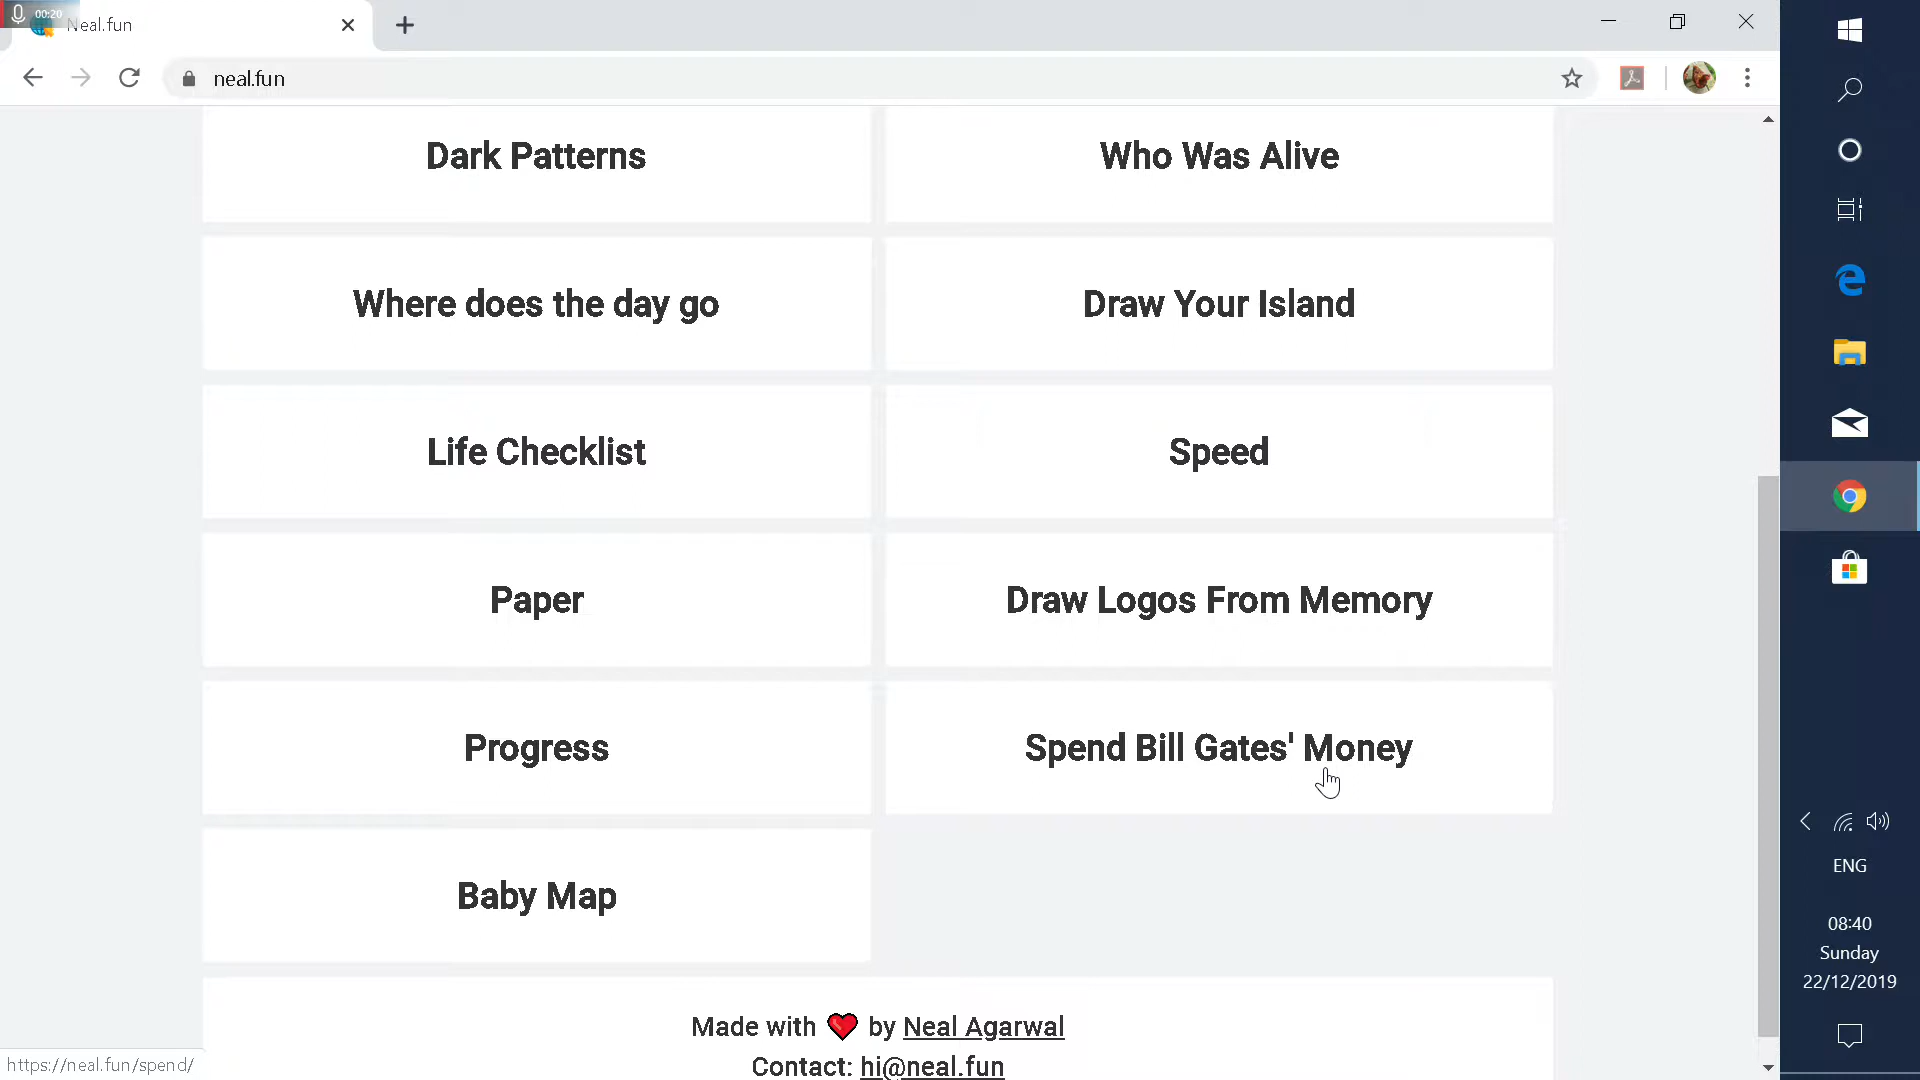 00:20
Neal.fun
neal.fun
Dark Patterns
Who Was Alive
Where does the day go
Draw Your Island
Life Checklist
Speed
Paper
Draw Logos From Memory
Progress
Spend Bill Gates' Money
Baby Map
Made with ❤️ by Neal Agarwal
Contact: hi@neal.fun
https://neal.fun/spend/
ENG
08:40
Sunday
22/12/2019